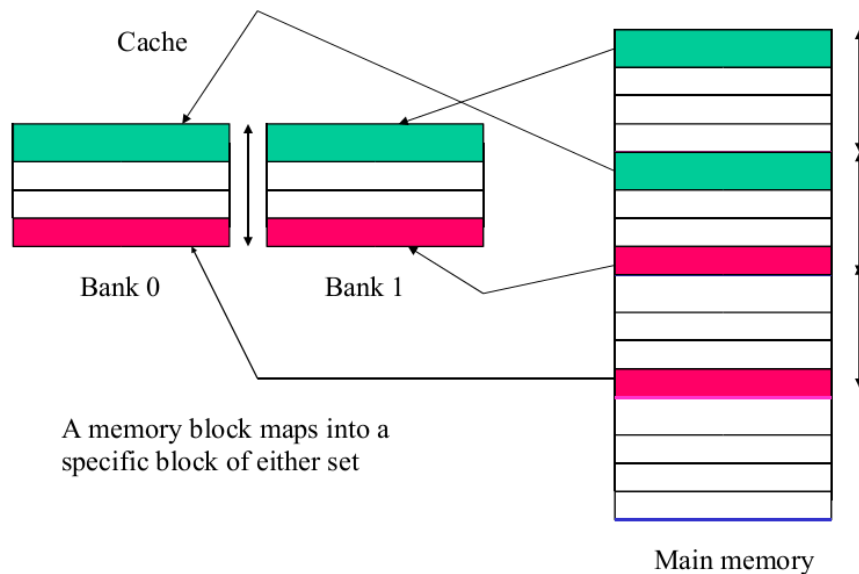 Cache
Bank 0
Bank 1
A memory block maps into a
specific block of either set
Main memory